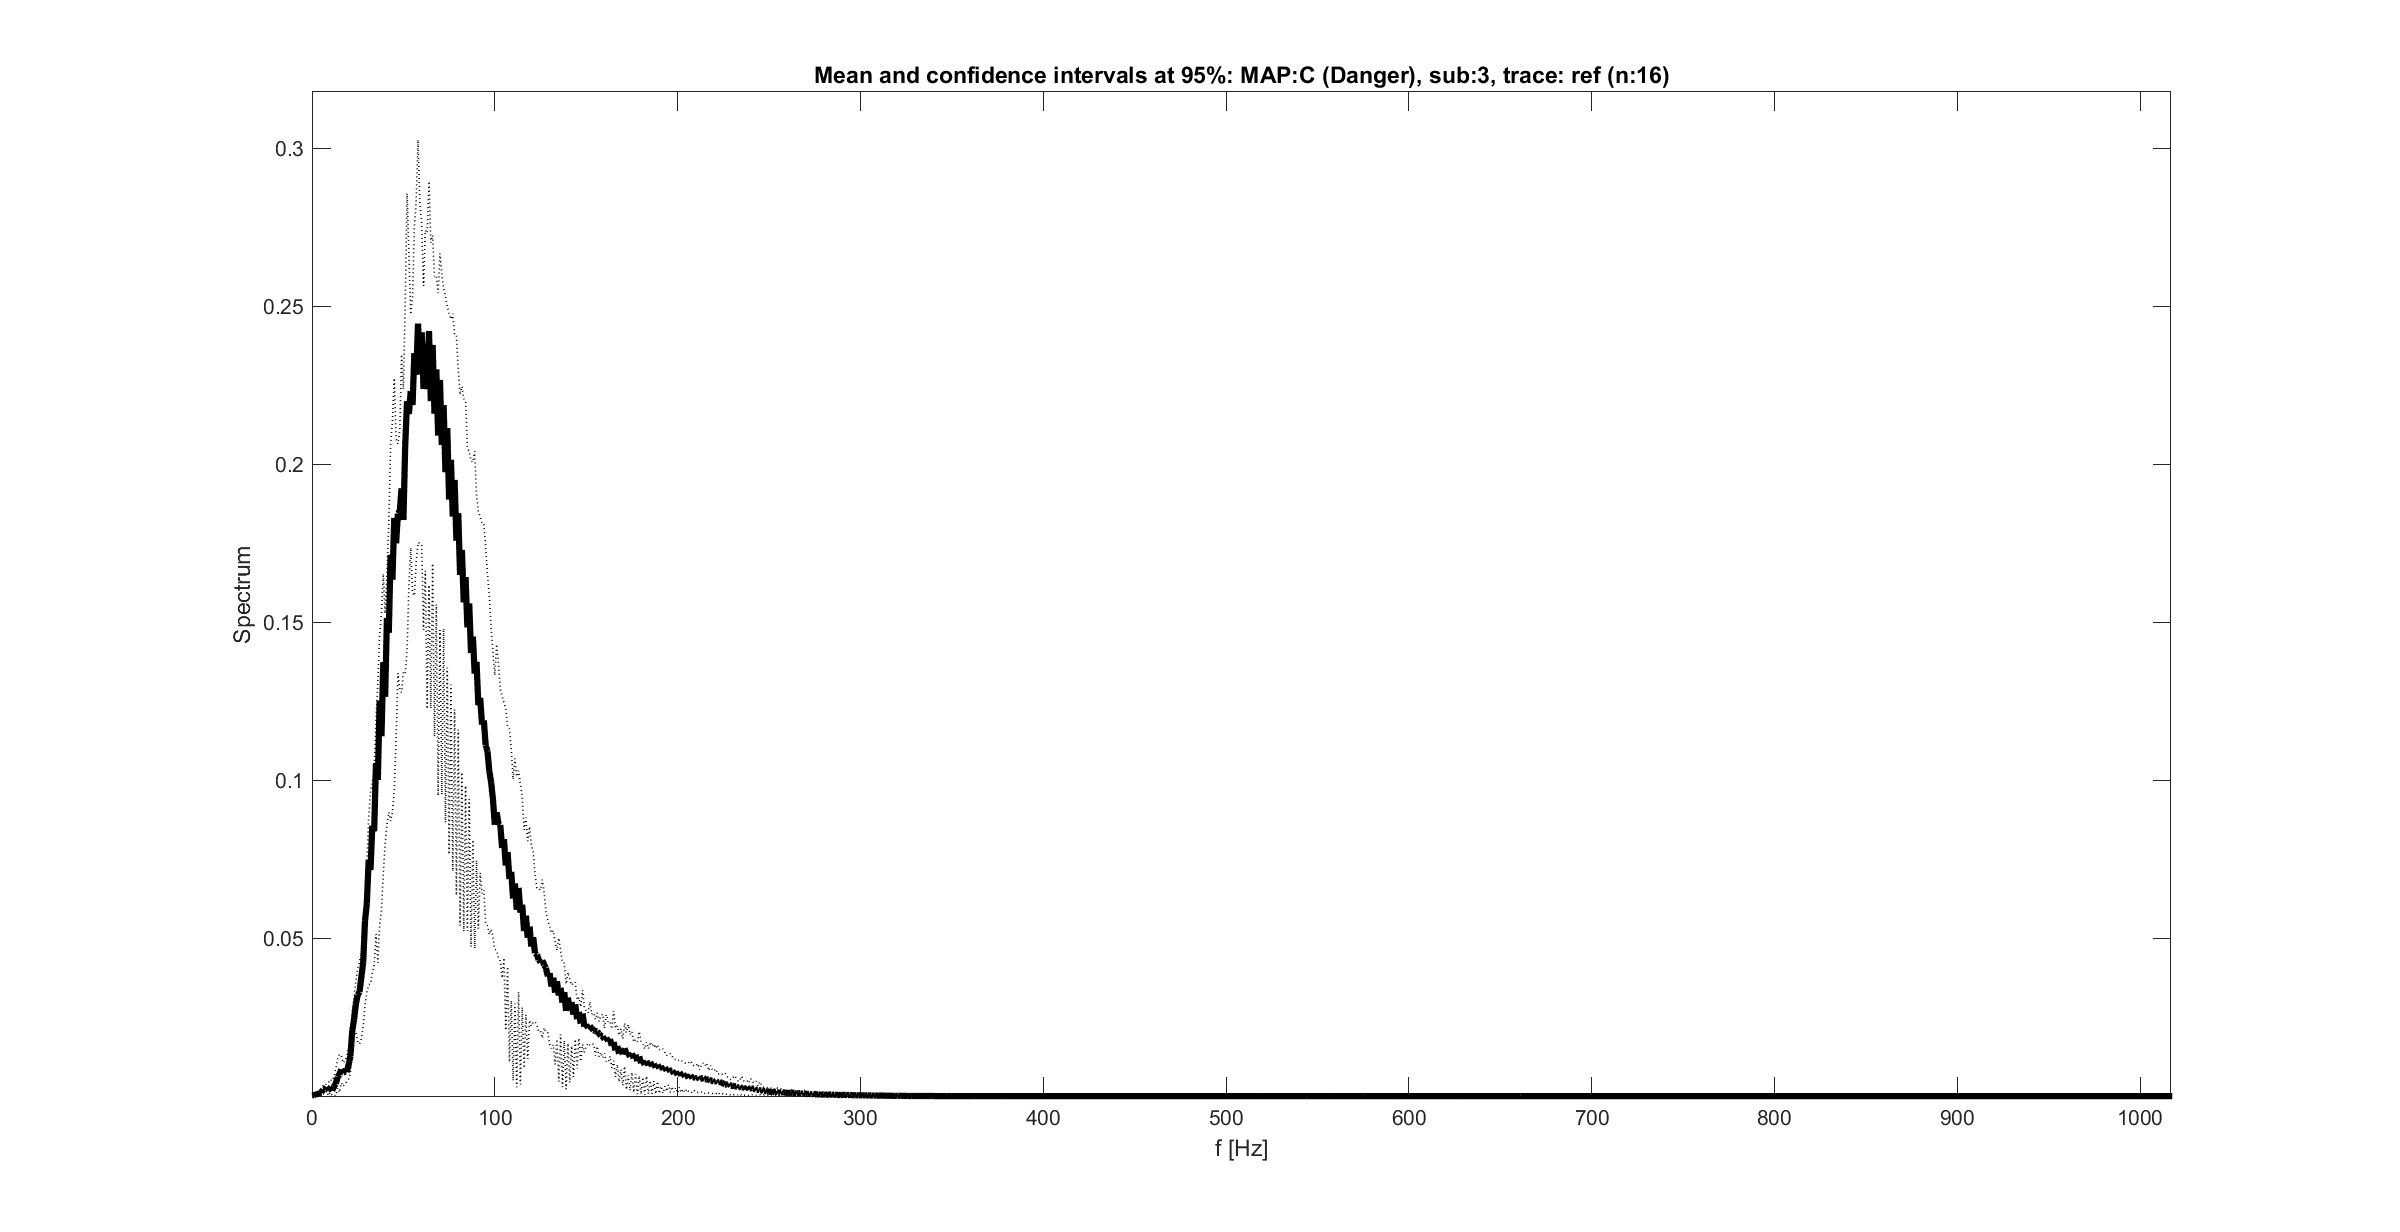 Mean and confidence intervals at 95%: MAP:C (Danger), sub:3, trace: ref (n:16)
0.3
0.25
0.2
0.15
0.1
0.05
Spectrum
0 100 200 300 400 500 600 700 800 900 1000
f [Hz]